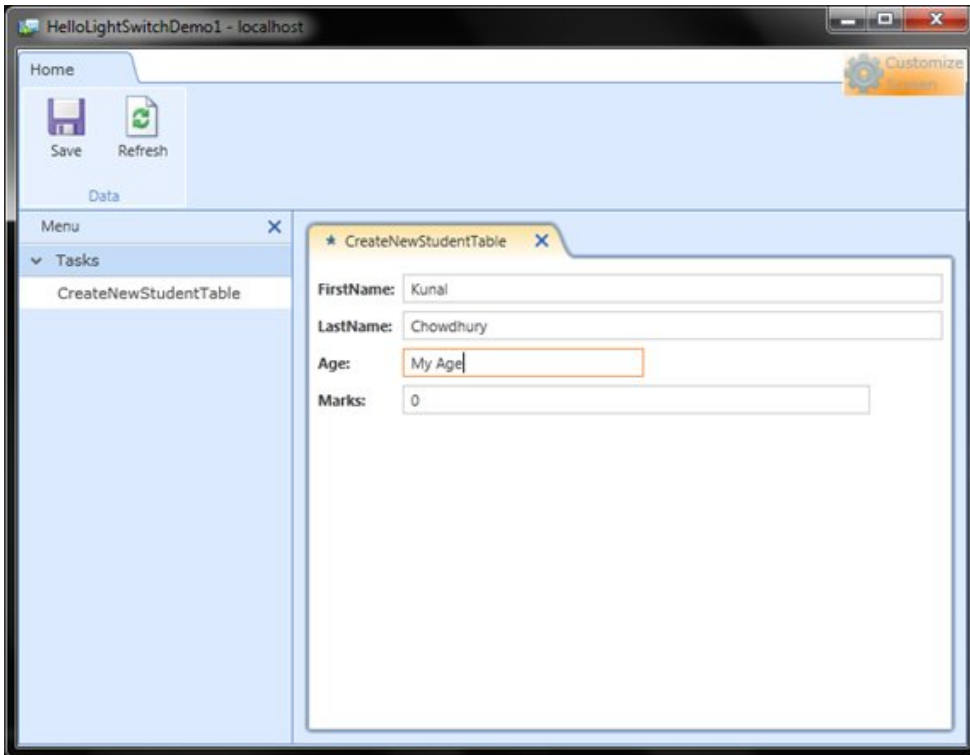 HelloLightSwitchDemo1 - localhost
Home
Customize
Screen
Save
Refresh
Data
Menu
Tasks
CreateNewStudentTable
CreateNewStudentTable
FirstName: Kunal
LastName: Chowdhury
Age: My Age
Marks: 0